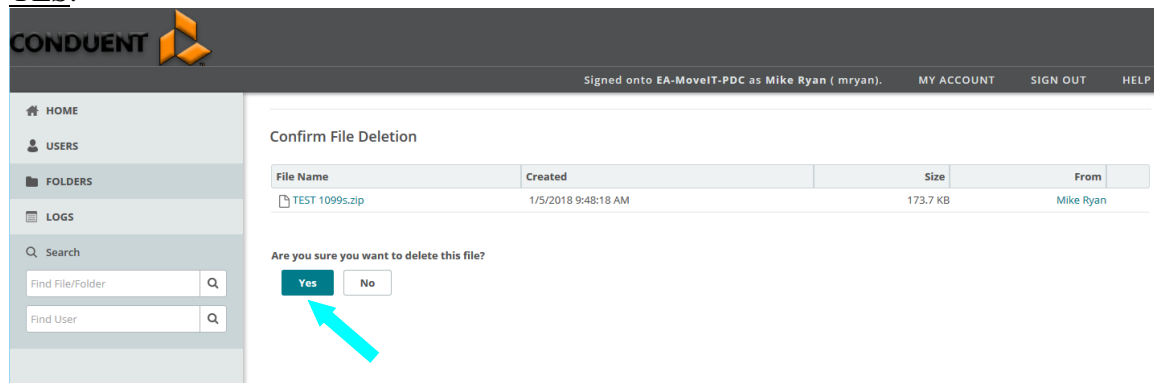 CONDUENT
Signed onto EA-MoveIT-PDC as Mike Ryan ( mryan). MY ACCOUNT SIGN OUT HELP
HOME
USERS
FOLDERS
LOGS
Search
Find File/Folder
Find User
Confirm File Deletion
File Name Created Size From
TEST 1099s.zip 1/5/2018 9:48:18 AM 173.7 KB Mike Ryan
Are you sure you want to delete this file?
Yes No